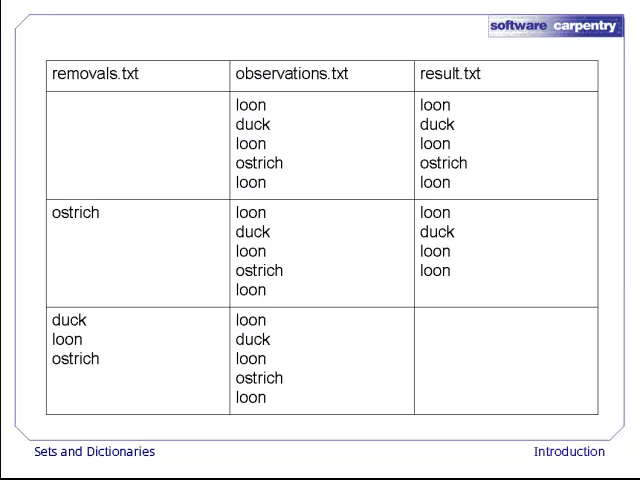 software carpentry
removals.txt observations.txt result.txt
loon loon
duck duck
loon loon
ostrich ostrich
loon loon
ostrich loon loon
duck duck
loon loon
ostrich loon
loon
duck loon
loon duck
ostrich loon
ostrich
loon
Sets and Dictionaries Introduction